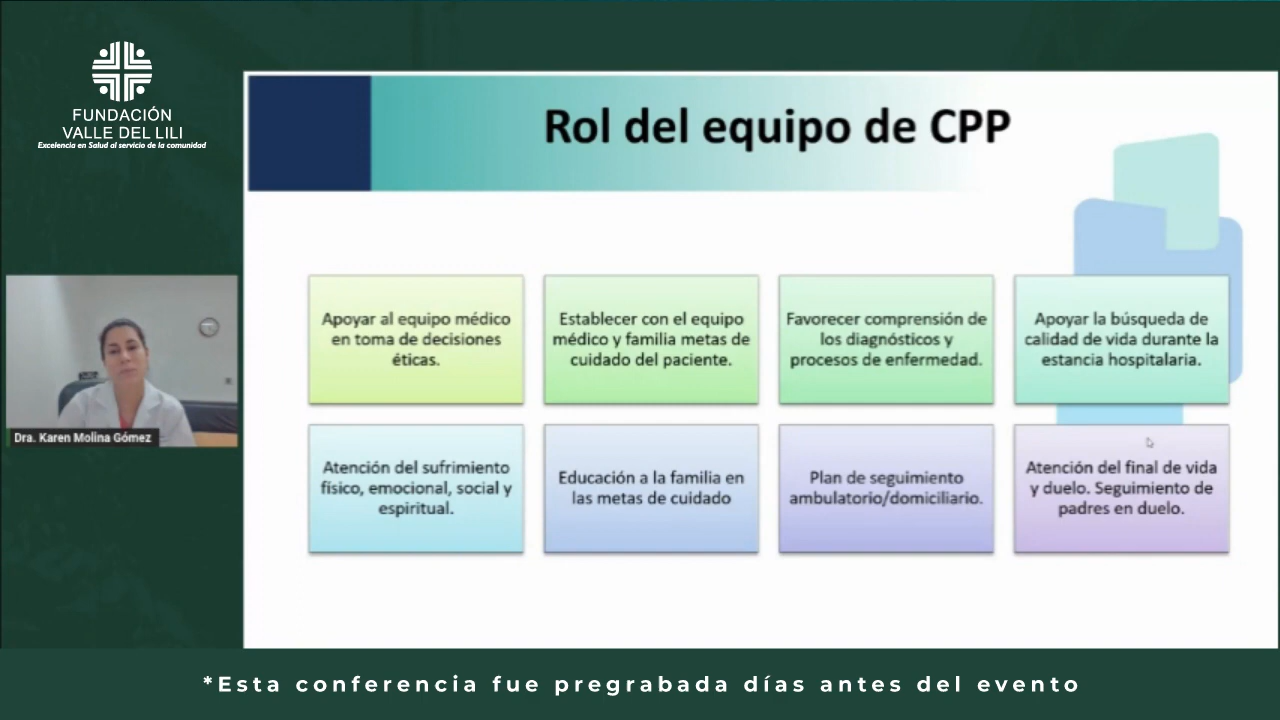 FUNDACIÓN
VALLE DEL LILI
Excelencia en Salud al servicio de la comunidad
Rol del equipo de CPP
Apoyar al equipo médico
en toma de decisiones
éticas.
Establecer con el equipo
médico y familia metas de
cuidado del paciente.
Favorecer comprensión de
los diagnósticos y
procesos de enfermedad.
Apoyar la búsqueda de
calidad de vida durante la
estancia hospitalaria.
Atención del sufrimiento
físico, emocional, social y
espiritual.
Educación a la familia en
las metas de cuidado
Plan de seguimiento
ambulatorio/domiciliario.
Atención del final de vida
y duelo. Seguimiento de
padres en duelo.
Dra. Karen Molina Gómez
*Esta conferencia fue pregrabada días antes del evento